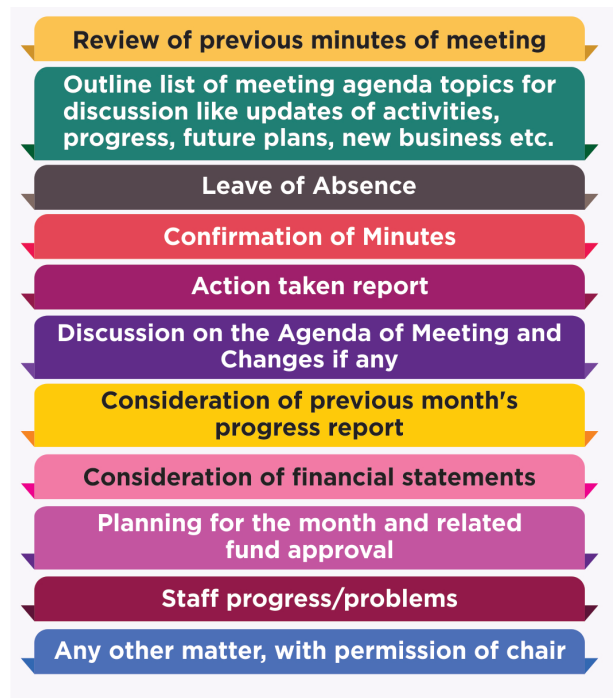 Review of previous minutes of meeting
Outline list of meeting agenda topics for
discussion like updates of activities,
progress, future plans, new business etc.
Leave of Absence
Confirmation of Minutes
Action taken report
Discussion on the Agenda of Meeting and
Changes if any
Consideration of previous month's
progress report
Consideration of financial statements
Planning for the month and related
fund approval
Staff progress/problems
Any other matter, with permission of chair